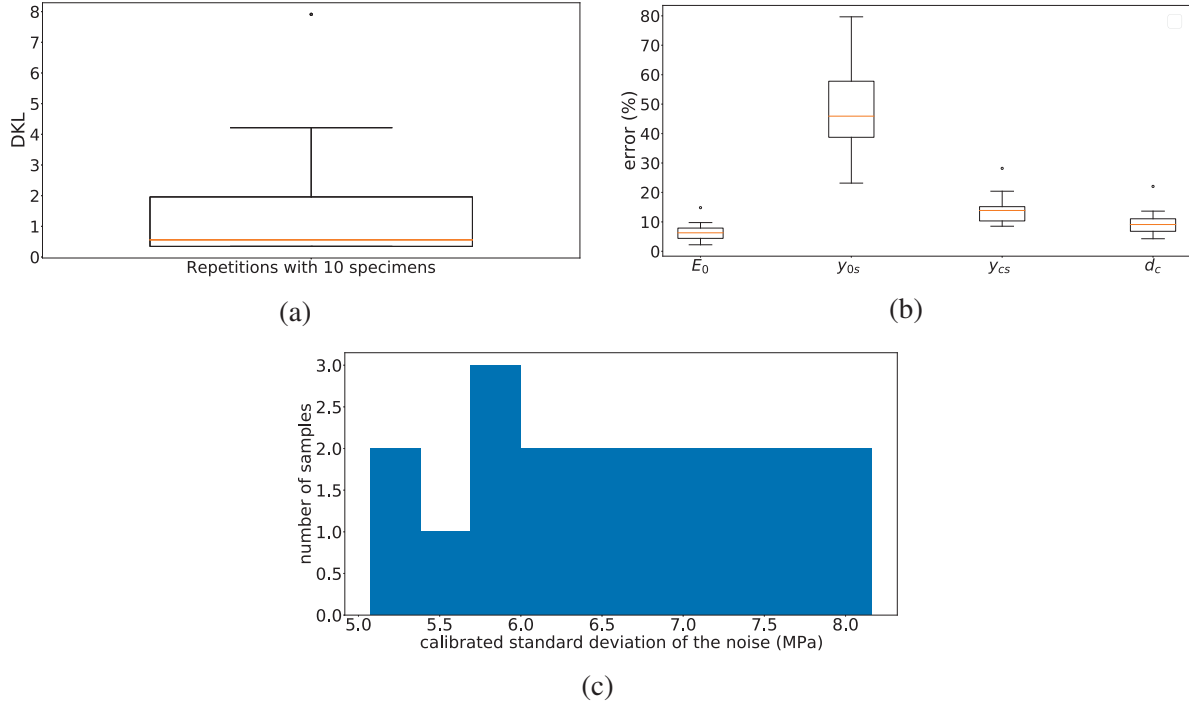 8
7
6
5
4
3
2
1
0
DKL
Repetitions with 10 specimens
(a)
80
70
60
50
40
30
20
10
0
error (%)
E₀ y₀ₛ y_cs d_c
(b)
3.0
2.5
2.0
1.5
1.0
0.5
0.0
number of samples
5.0 5.5 6.0 6.5 7.0 7.5 8.0
calibrated standard deviation of the noise (MPa)
(c)